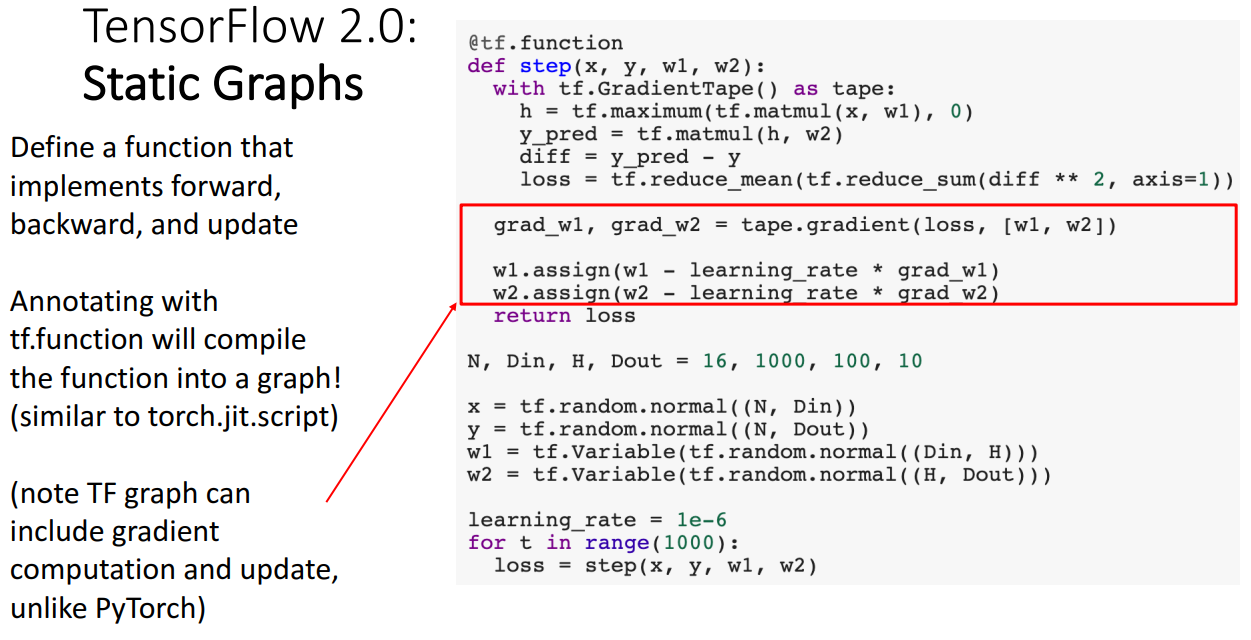 TensorFlow 2.0:
Static Graphs
Define a function that
implements forward,
backward, and update
Annotating with
tf.function will compile
the function into a graph!
(similar to torch.jit.script)
(note TF graph can
include gradient
computation and update,
unlike PyTorch)
@tf.function
def step(x, y, w1, w2):
  with tf.GradientTape() as tape:
    h = tf.maximum(tf.matmul(x, w1), 0)
    y_pred = tf.matmul(h, w2)
    diff = y_pred - y
    loss = tf.reduce_mean(tf.reduce_sum(diff ** 2, axis=1))
  grad_w1, grad_w2 = tape.gradient(loss, [w1, w2])
  w1.assign(w1 - learning_rate * grad_w1)
  w2.assign(w2 - learning_rate * grad_w2)
  return loss
N, Din, H, Dout = 16, 1000, 100, 10
x = tf.random.normal((N, Din))
y = tf.random.normal((N, Dout))
w1 = tf.Variable(tf.random.normal((Din, H)))
w2 = tf.Variable(tf.random.normal((H, Dout)))
learning_rate = 1e-6
for t in range(1000):
  loss = step(x, y, w1, w2)